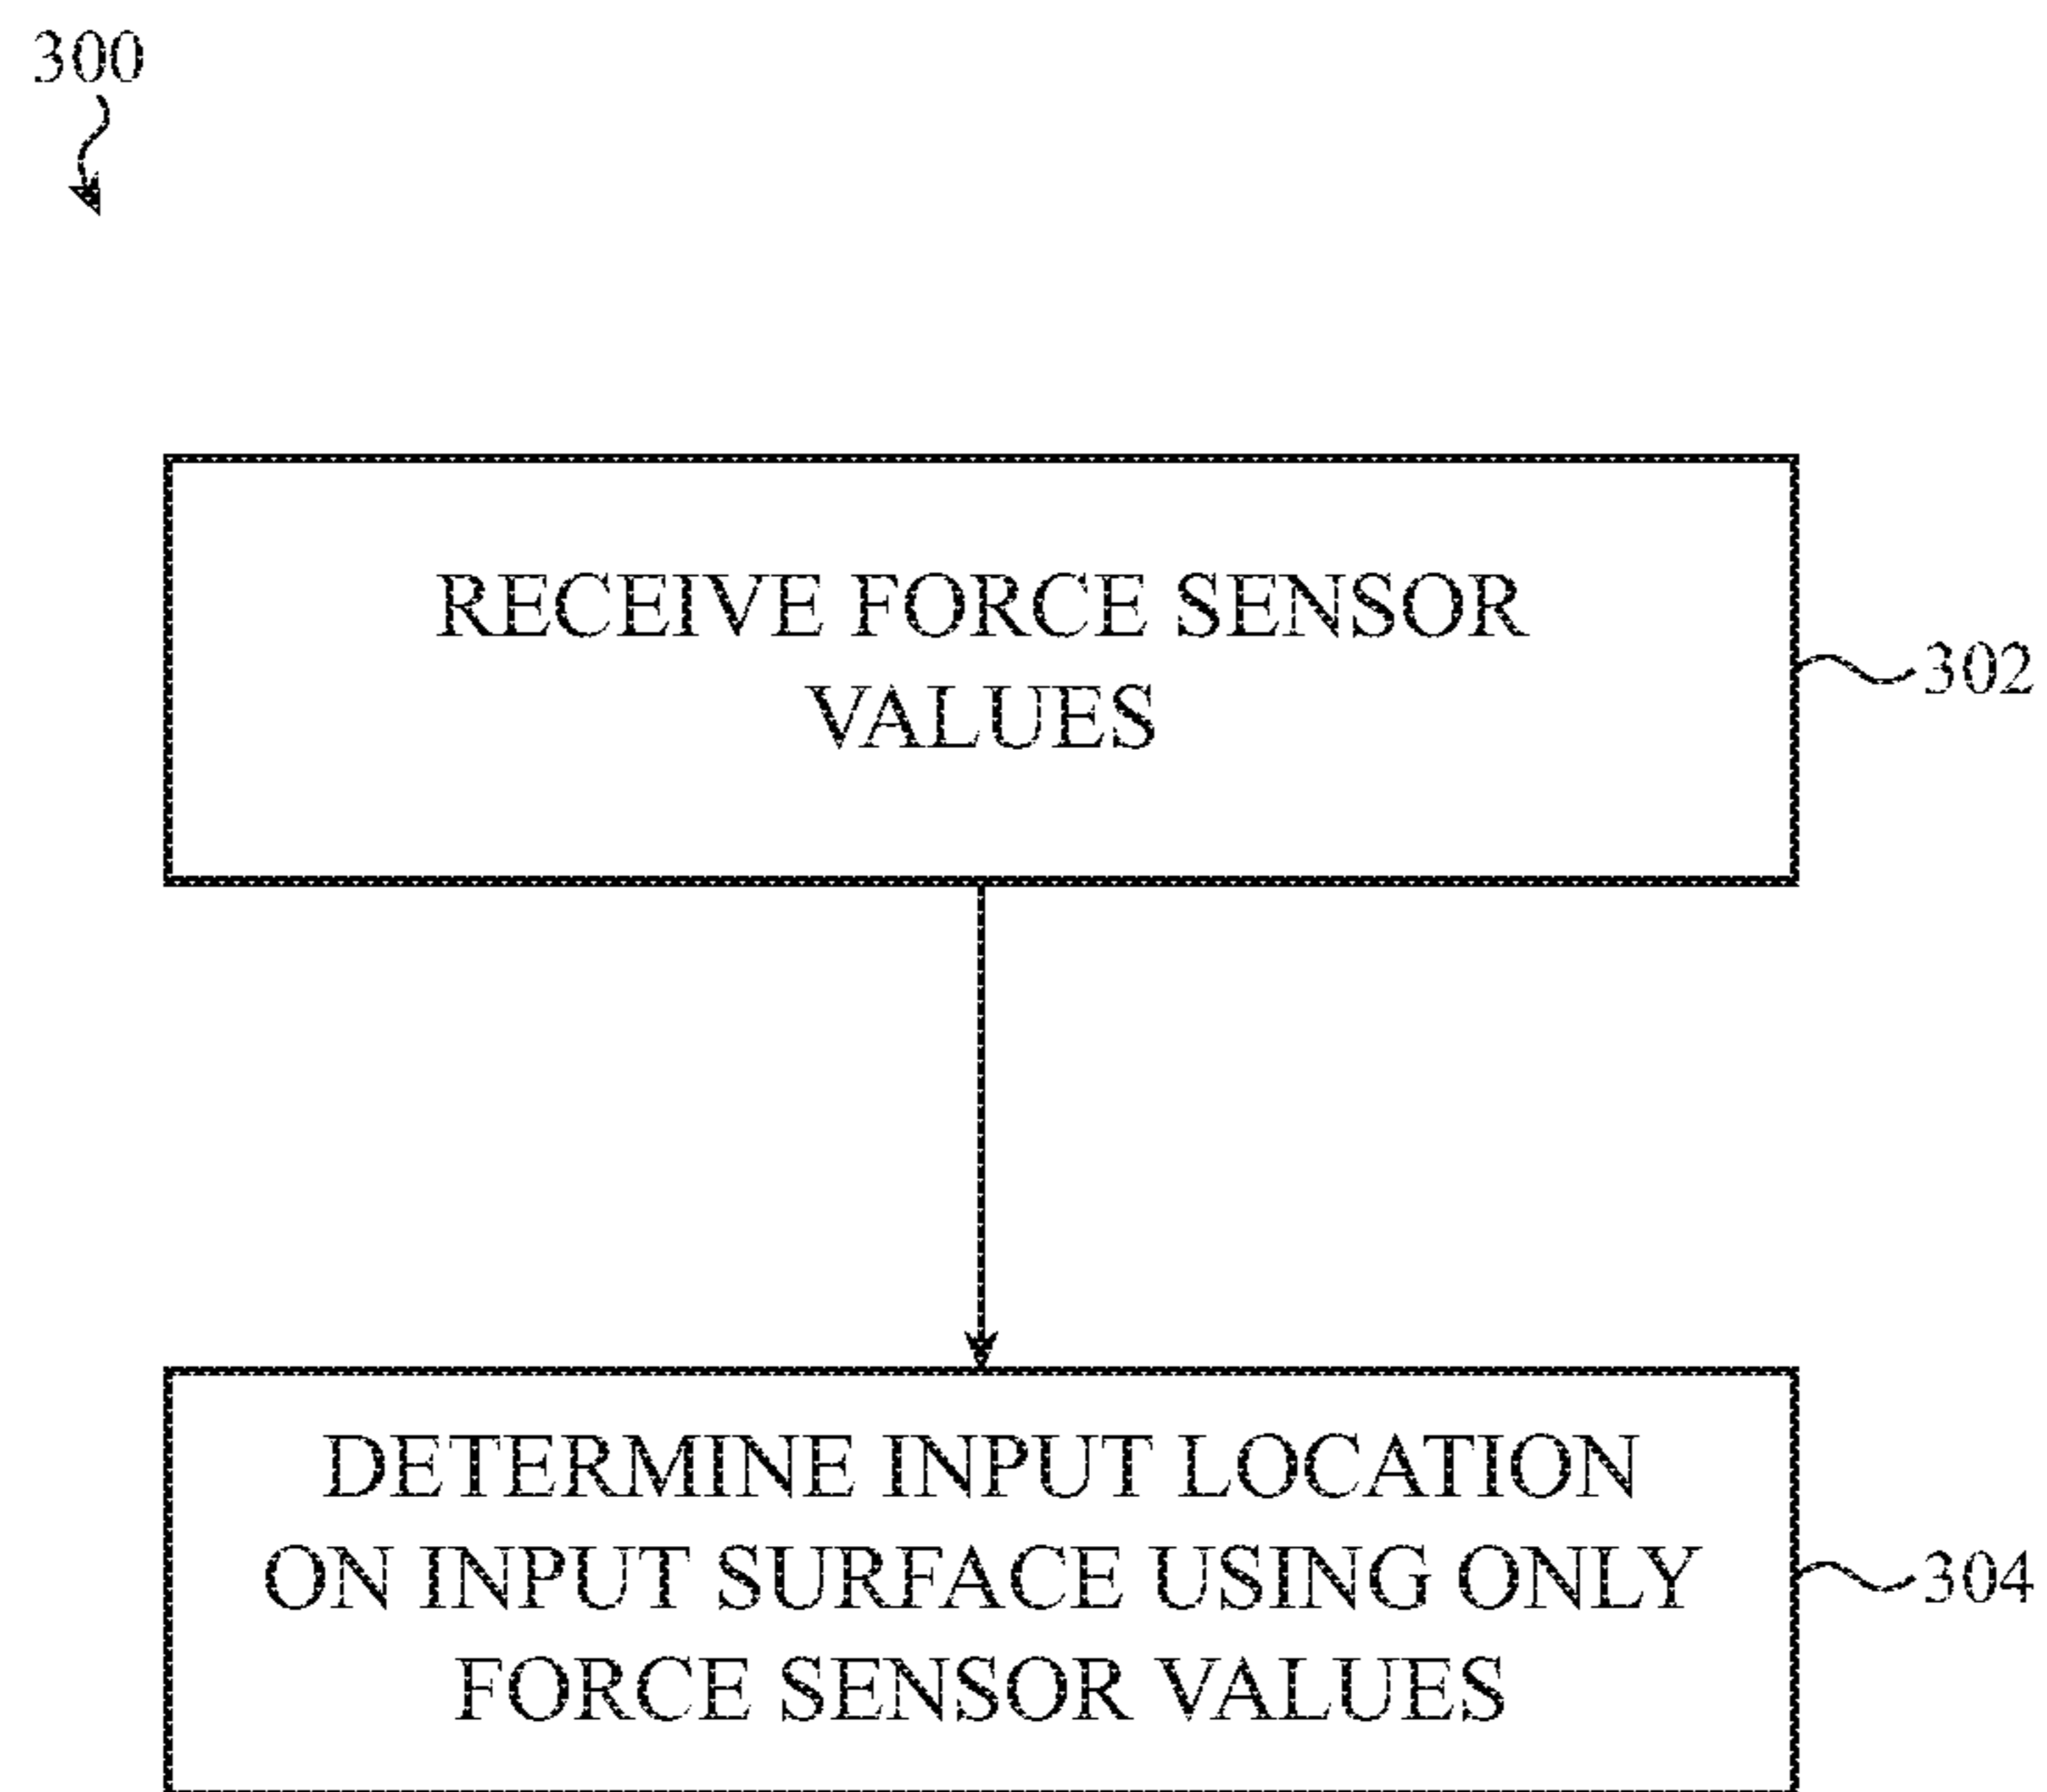 300
RECEIVE FORCE SENSOR
VALUES
302
DETERMINE INPUT LOCATION
ON INPUT SURFACE USING ONLY
FORCE SENSOR VALUES
304